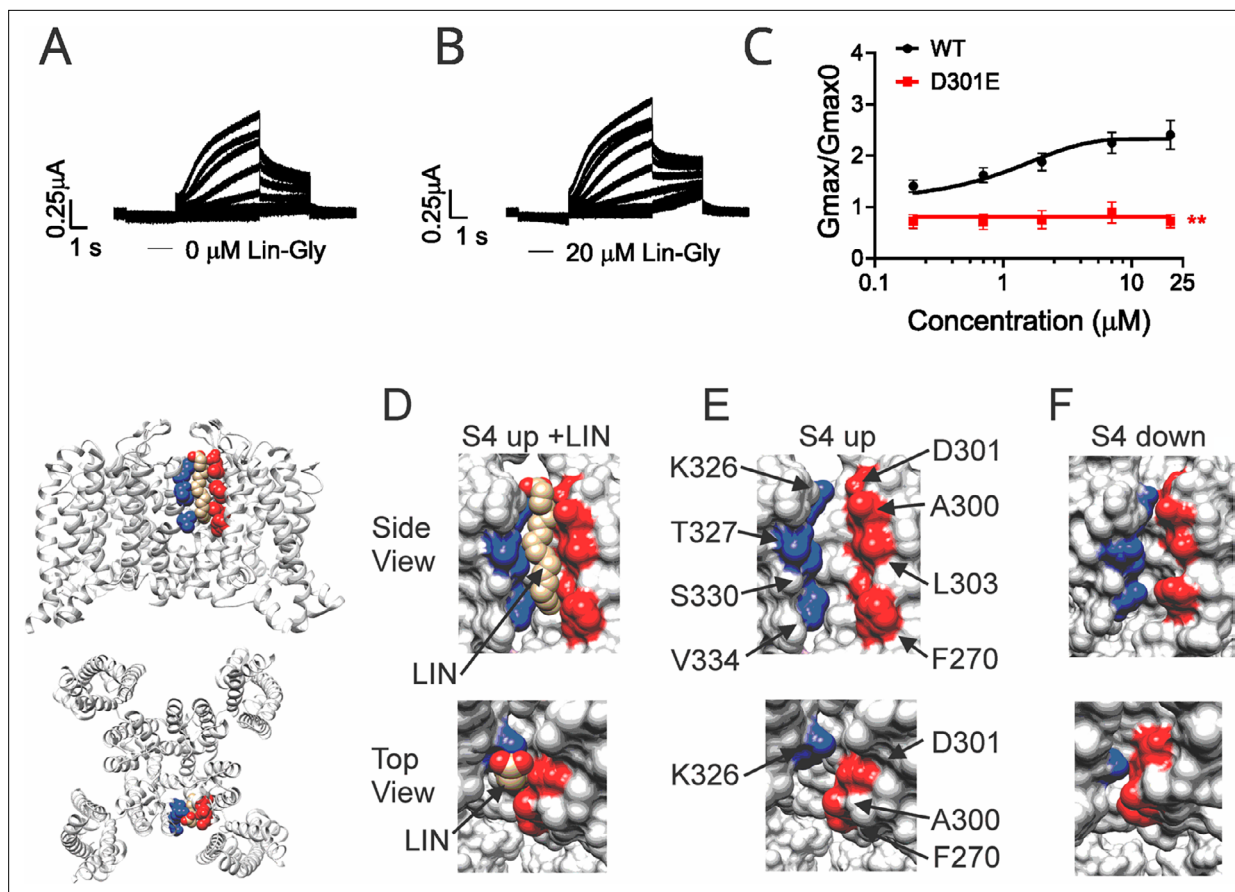 A
0.25µA
1 s
0 µM Lin-Gly
B
0.25µA
1 s
20 µM Lin-Gly
C
WT
D301E
Gmax/Gmax0
4
3
2
1
0
**
0.1
1
10
25
Concentration (µM)
D
S4 up +LIN
Side
View
LIN
Top
View
LIN
E
S4 up
K326
T327
S330
V334
D301
A300
L303
F270
K326
D301
A300
F270
F
S4 down